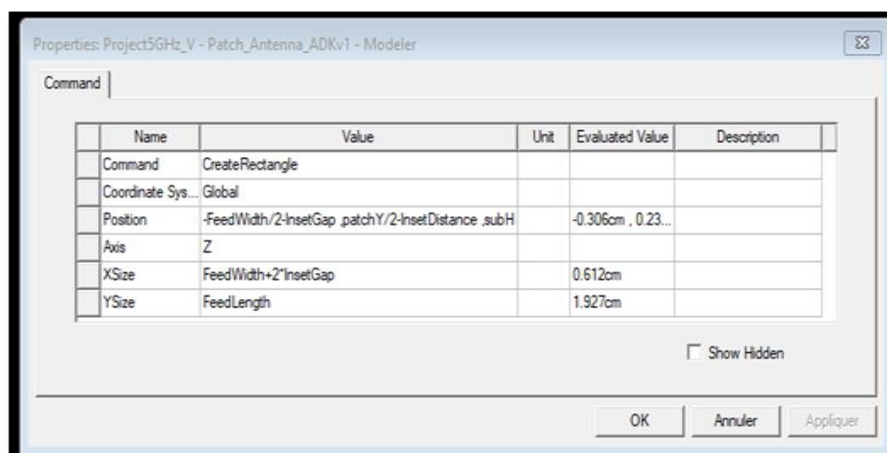 Properties: Project5GHz_V - Patch_Antenna_ADKv1 - Modeler
Command
Name Value Unit Evaluated Value Description
Command CreateRectangle
Coordinate Sys... Global
Position -FeedWidth/2-InsetGap ,patchY/2-InsetDistance ,subH -0.306cm , 0.23...
Axis Z
XSize FeedWidth+2*InsetGap 0.612cm
YSize FeedLength 1.927cm
Show Hidden
OK Annuler Appliquer